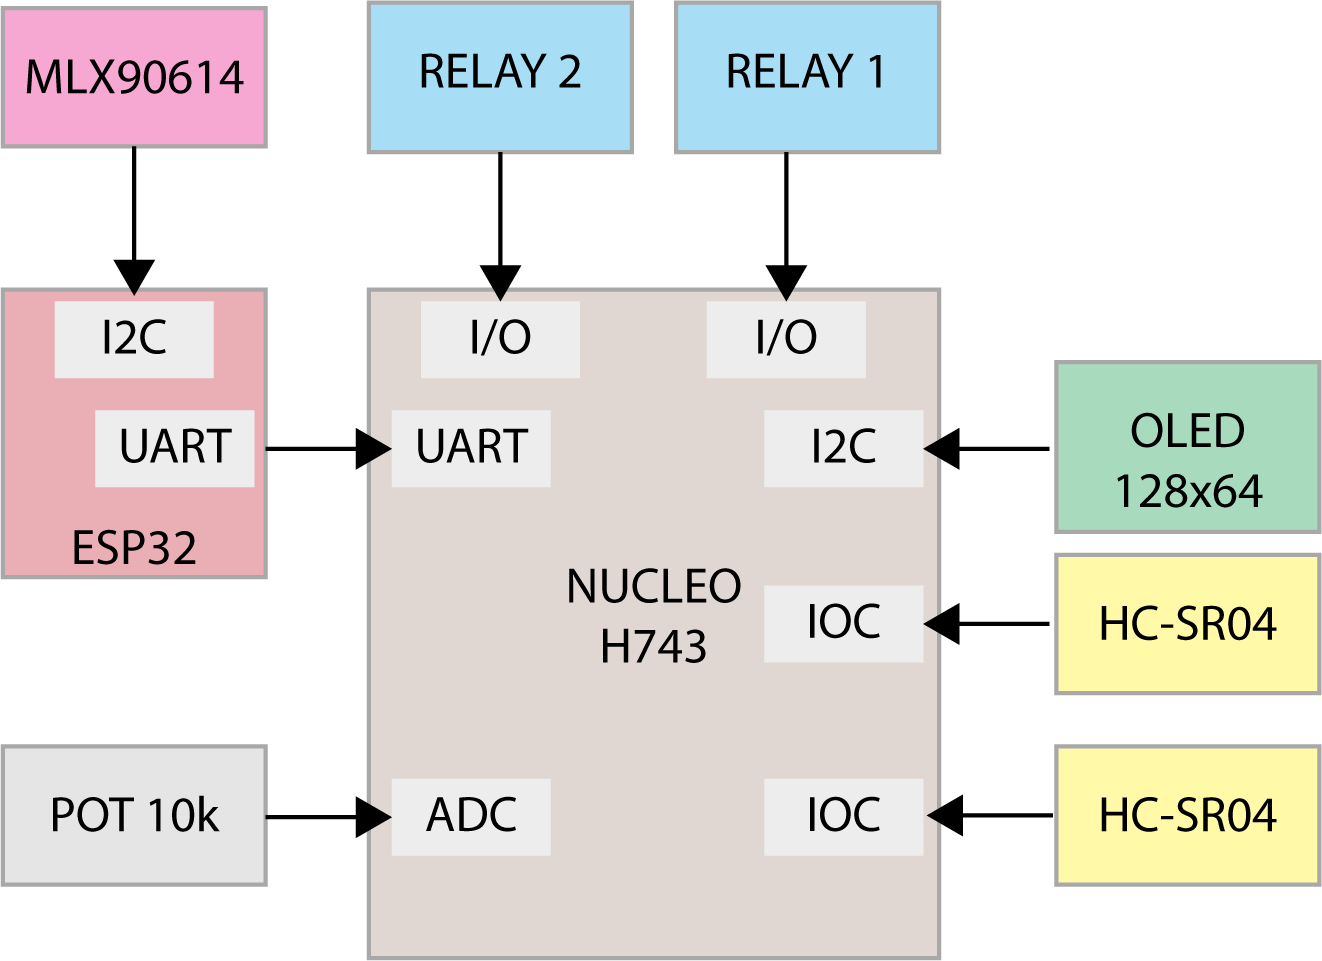 MLX90614
RELAY 2
RELAY 1
I2C
I/O
I/O
UART
UART
I2C
OLED
128x64
ESP32
NUCLEO
H743
IOC
HC-SR04
POT 10k
ADC
IOC
HC-SR04